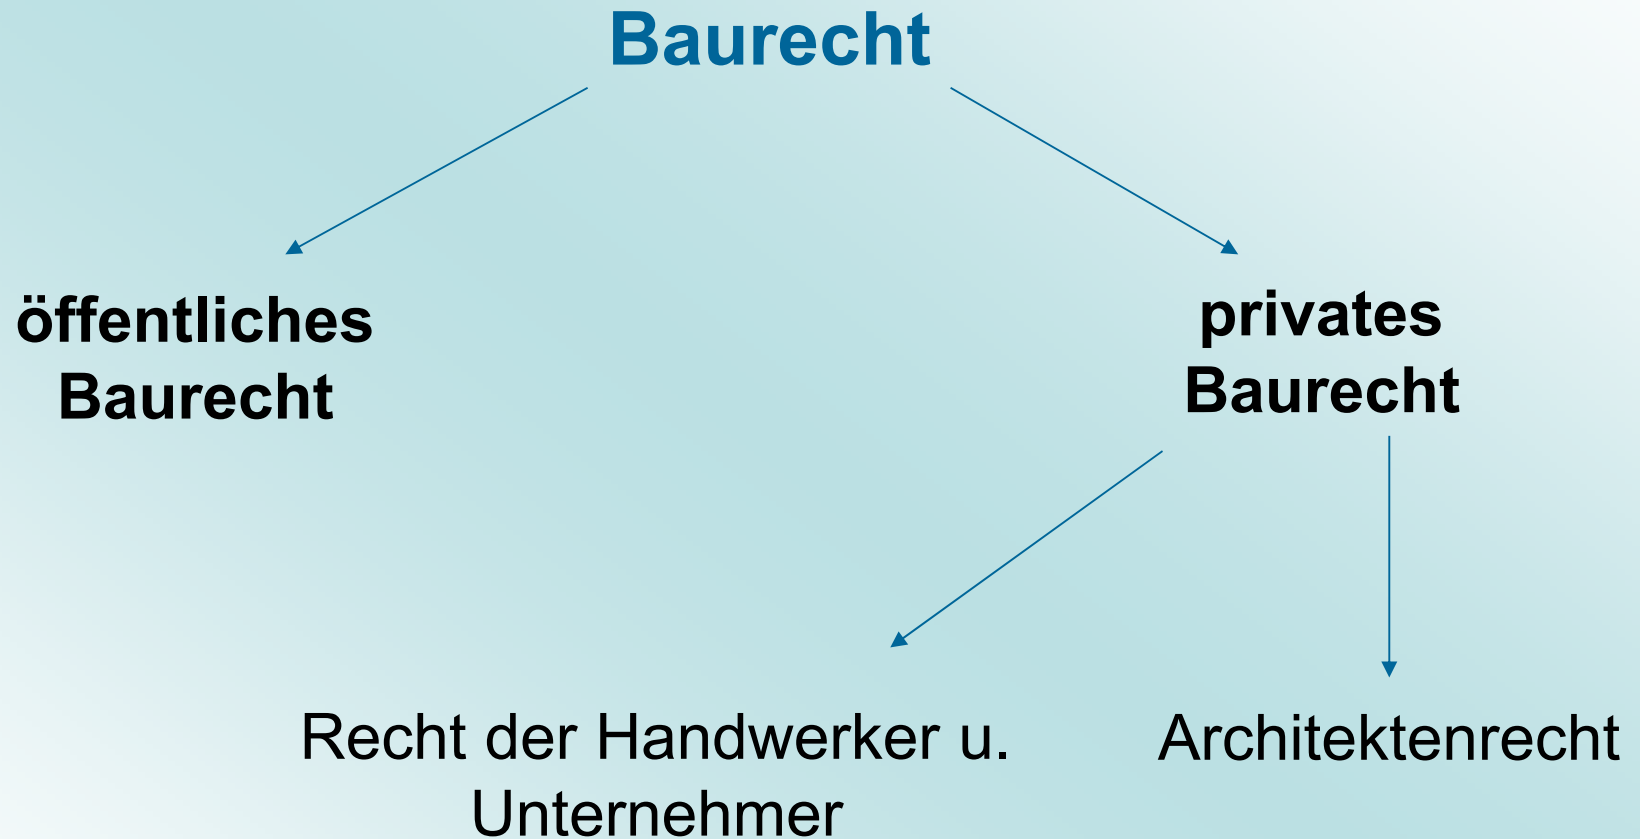 Baurecht
öffentliches
Baurecht
privates
Baurecht
Recht der Handwerker u.
Unternehmer
Architektenrecht